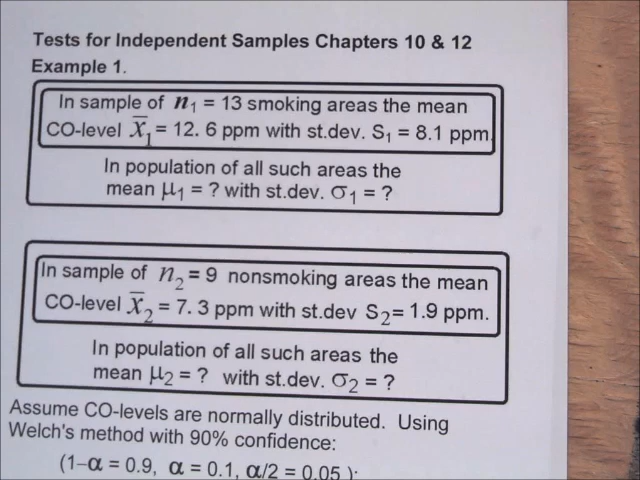 Tests for Independent Samples Chapters 10 & 12
Example 1.
In sample of n₁ = 13 smoking areas the mean
CO-level x̅₁ = 12. 6 ppm with st.dev. S₁ = 8.1 ppm.
In population of all such areas the
mean μ₁ = ? with st.dev. σ₁ = ?
In sample of n₂ = 9 nonsmoking areas the mean
CO-level x̅₂ = 7. 3 ppm with st.dev S₂= 1.9 ppm.
In population of all such areas the
mean μ₂ = ? with st.dev. σ₂ = ?
Assume CO-levels are normally distributed. Using
Welch's method with 90% confidence:
(1–α = 0.9, α = 0.1, α/2 = 0.05 ):